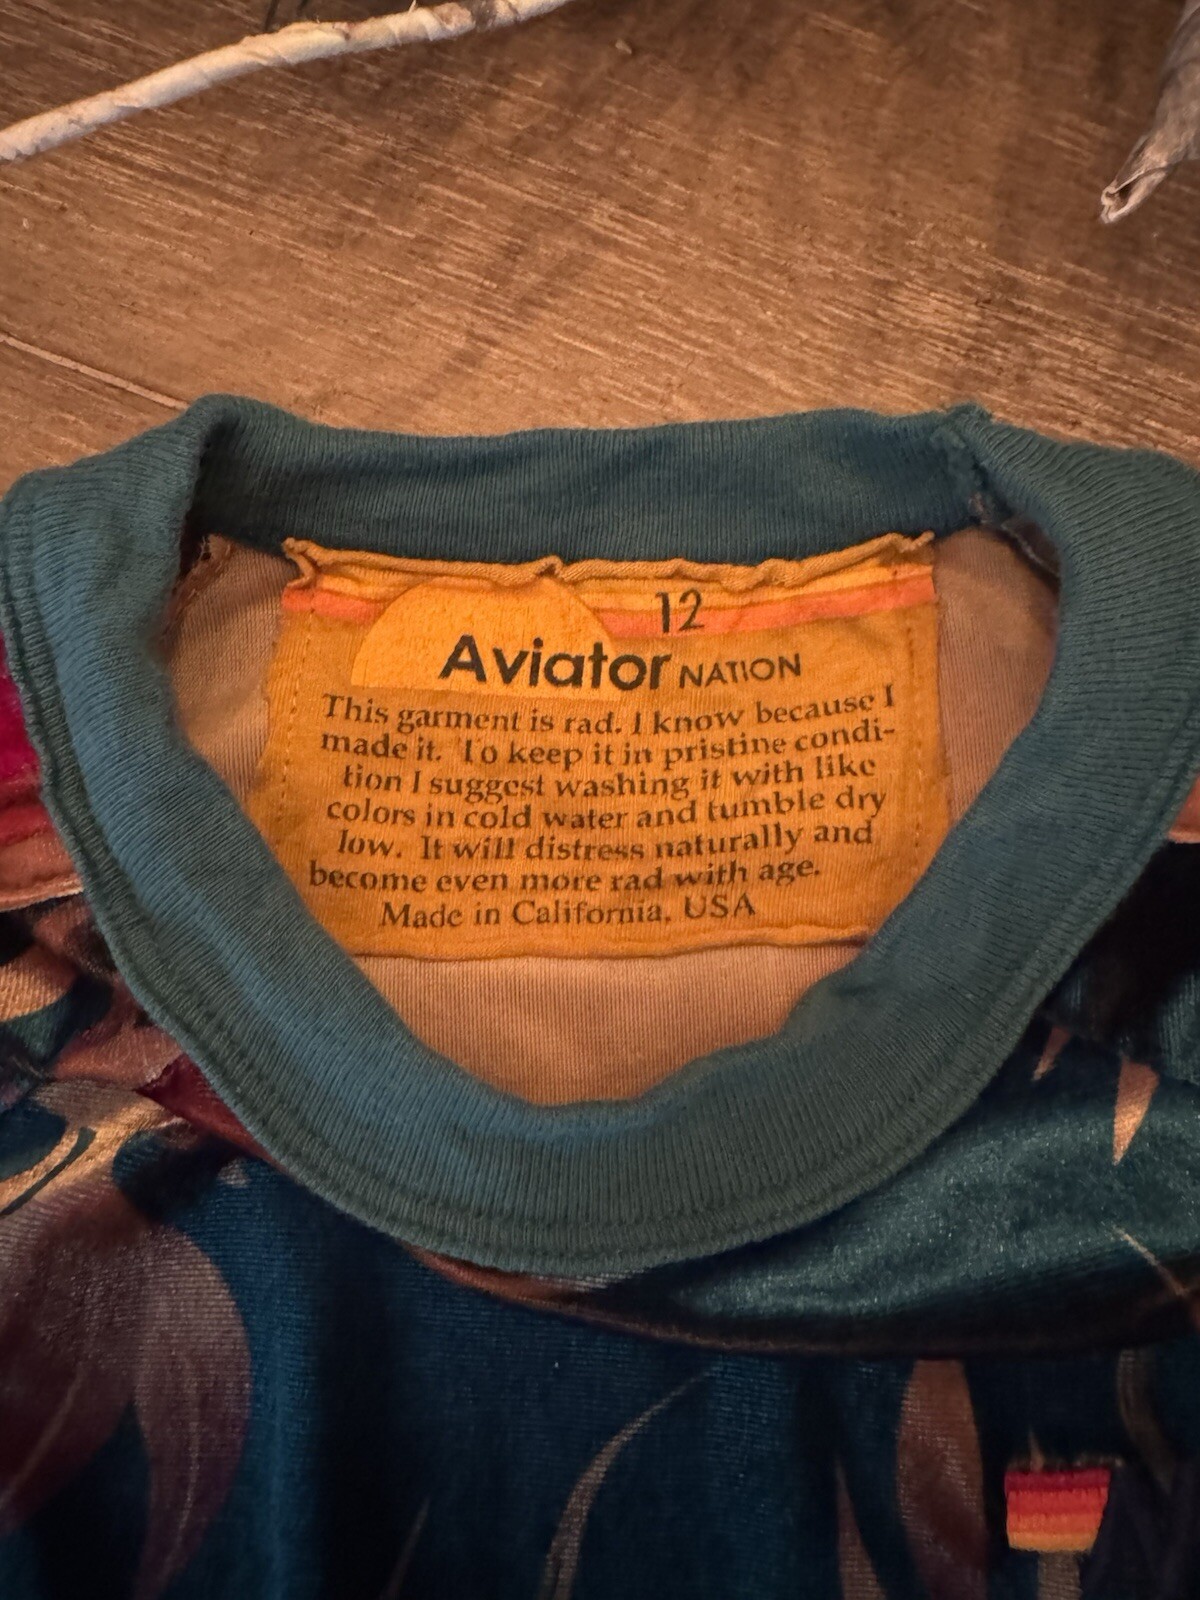 12
Aviator NATION
This garment is rad. I know because I
made it. To keep it in pristine condi-
tion I suggest washing it with like
colors in cold water and tumble dry
low. It will distress naturally and
become even more rad with age.
Made in California, USA